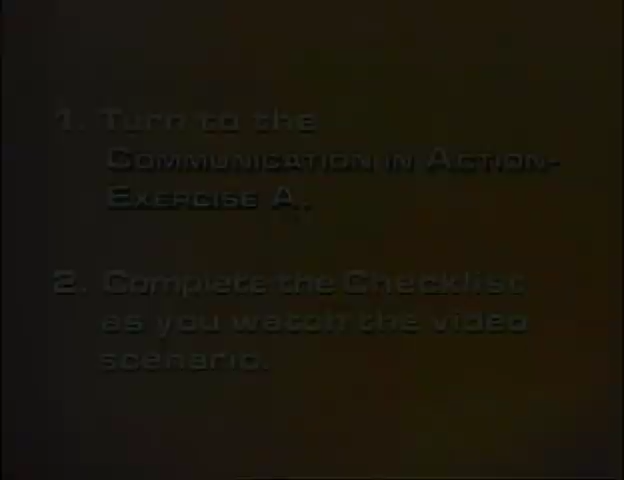 1. Turn to the
COMMUNICATION IN ACTION-
EXERCISE A.
2. Complete the Checklist
as you watch the video
scenario.